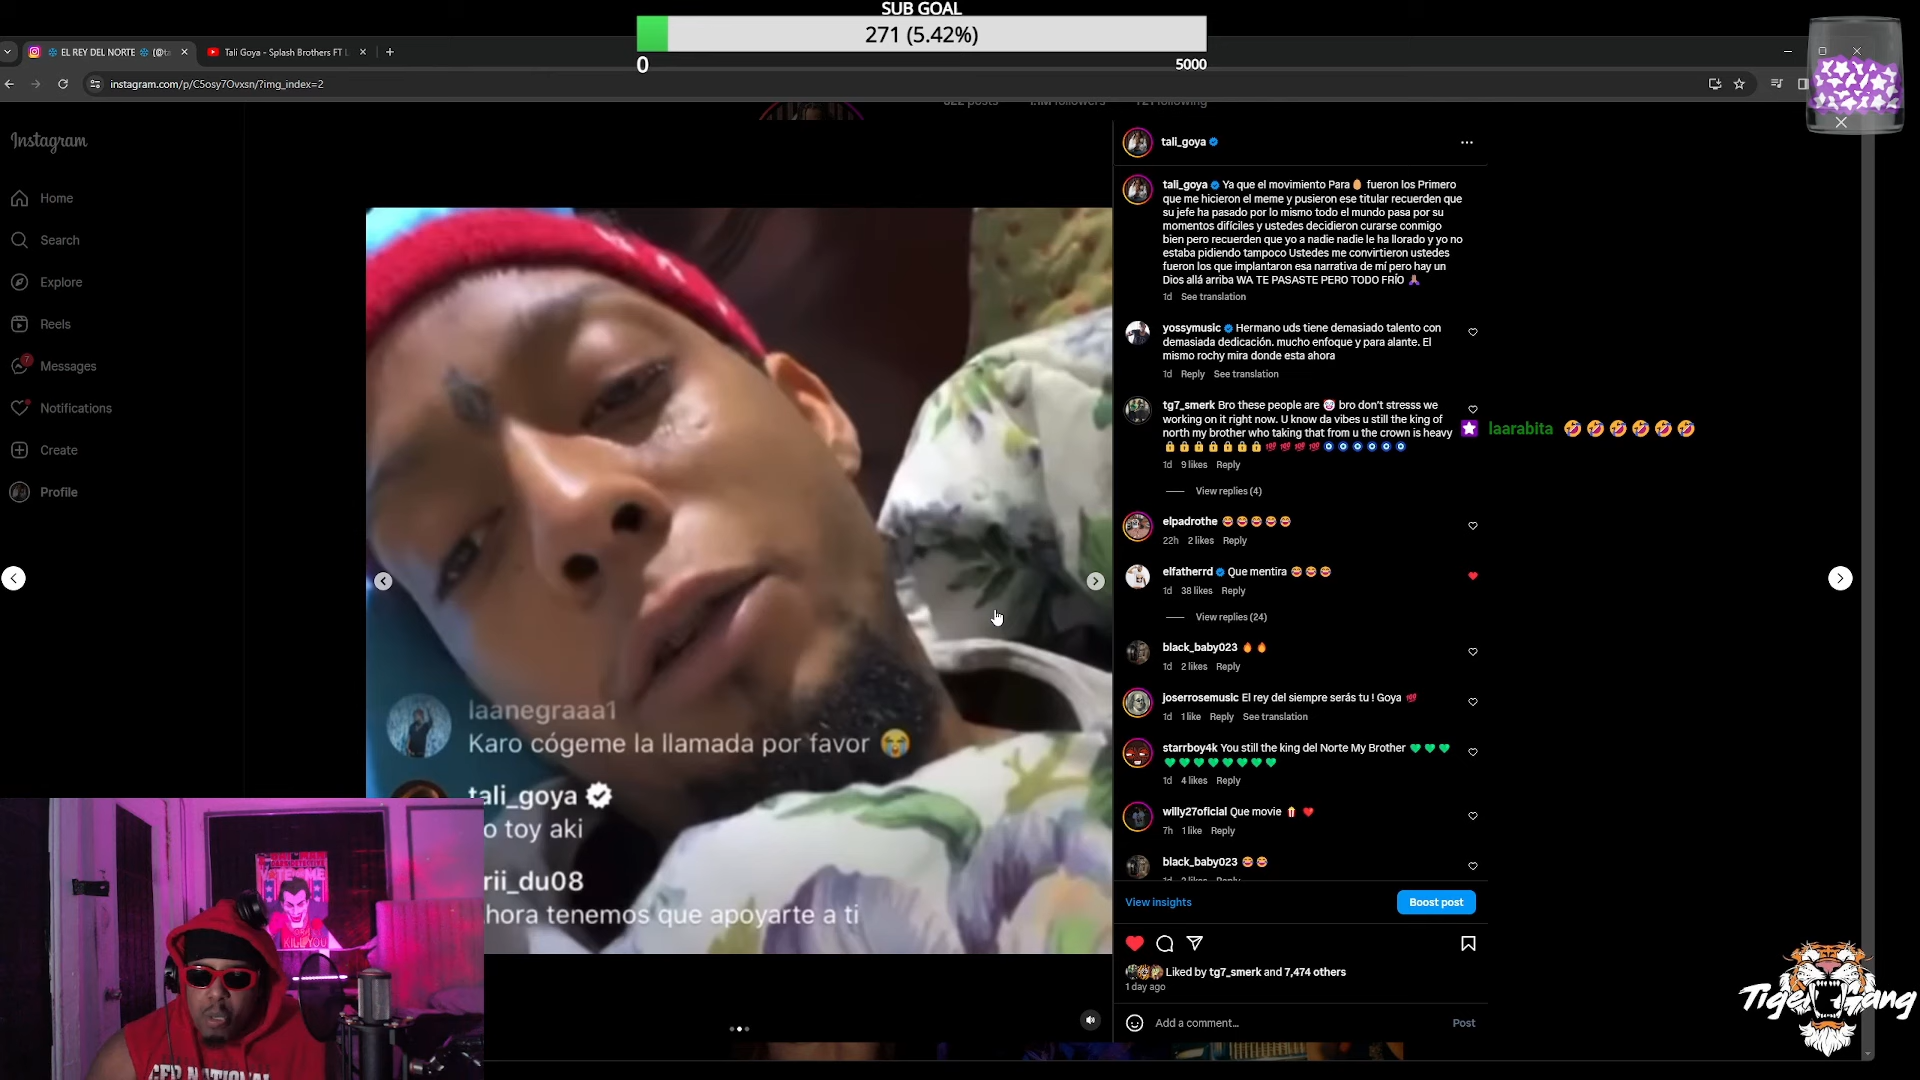 SUB GOAL
271 (5.42%)
0
5000
EL REY DEL NORTE
Tali Goya - Splash Brothers FT
instagram.com/p/C5osy7Ovxsn/?img_index=2
Instagram
Home
Search
Explore
Reels
7
Messages
Notifications
Create
Profile
tali_goya
tali_goya Ya que el movimiento Para🥚 fueron los Primero
que me hicieron el meme y pusieron ese titular recuerden que
su jefe ha pasado por lo mismo todo el mundo pasa por su
momentos difíciles y ustedes decidieron curarse conmigo
bien pero recuerden que yo a nadie nadie le ha llorado y yo no
estaba pidiendo tampoco Ustedes me convirtieron ustedes
fueron los que implantaron esa narrativa de mí pero hay un
Dios allá arriba WA TE PASASTE PERO TODO FRÍO 🙏🏽
1d See translation
yossymusic Hermano uds tiene demasiado talento con
demasiada dedicación. mucho enfoque y para alante. El
mismo rochy mira donde esta ahora
1d Reply See translation
tg7_smerk Bro these people are 🤡 bro don't stresss we
working on it right now. U know da vibes u still the king of
north my brother who taking that from u the crown is heavy
🔒🔒🔒🔒🔒🔒🔒💯💯💯💯🧿🧿🧿🧿🧿🧿
1d 9 likes Reply
View replies (4)
laarabita 🤣🤣🤣🤣🤣🤣
elpadrothe 😂😂😂😂😂
22h 2 likes Reply
elfatherrd Que mentira 😂😂😂
1d 38 likes Reply
View replies (24)
black_baby023 🔥🔥
1d 2 likes Reply
joserrosemusic El rey del siempre serás tu ! Goya 💯
1d 1 like Reply See translation
starrboy4k You still the king del Norte My Brother 💚💚💚
💚💚💚💚💚💚💚💚
1d 4 likes Reply
willy27oficial Que movie 🍿❤️
7h 1 like Reply
black_baby023 😂😂
View insights
Boost post
Liked by tg7_smerk and 7,474 others
1 day ago
Add a comment...
Post
laanegraaa1
Karo cógeme la llamada por favor 😭
tali_goya
o toy aki
rii_du08
hora tenemos que apoyarte a ti
VOTE ME
KILL YOU
Tiger Gang